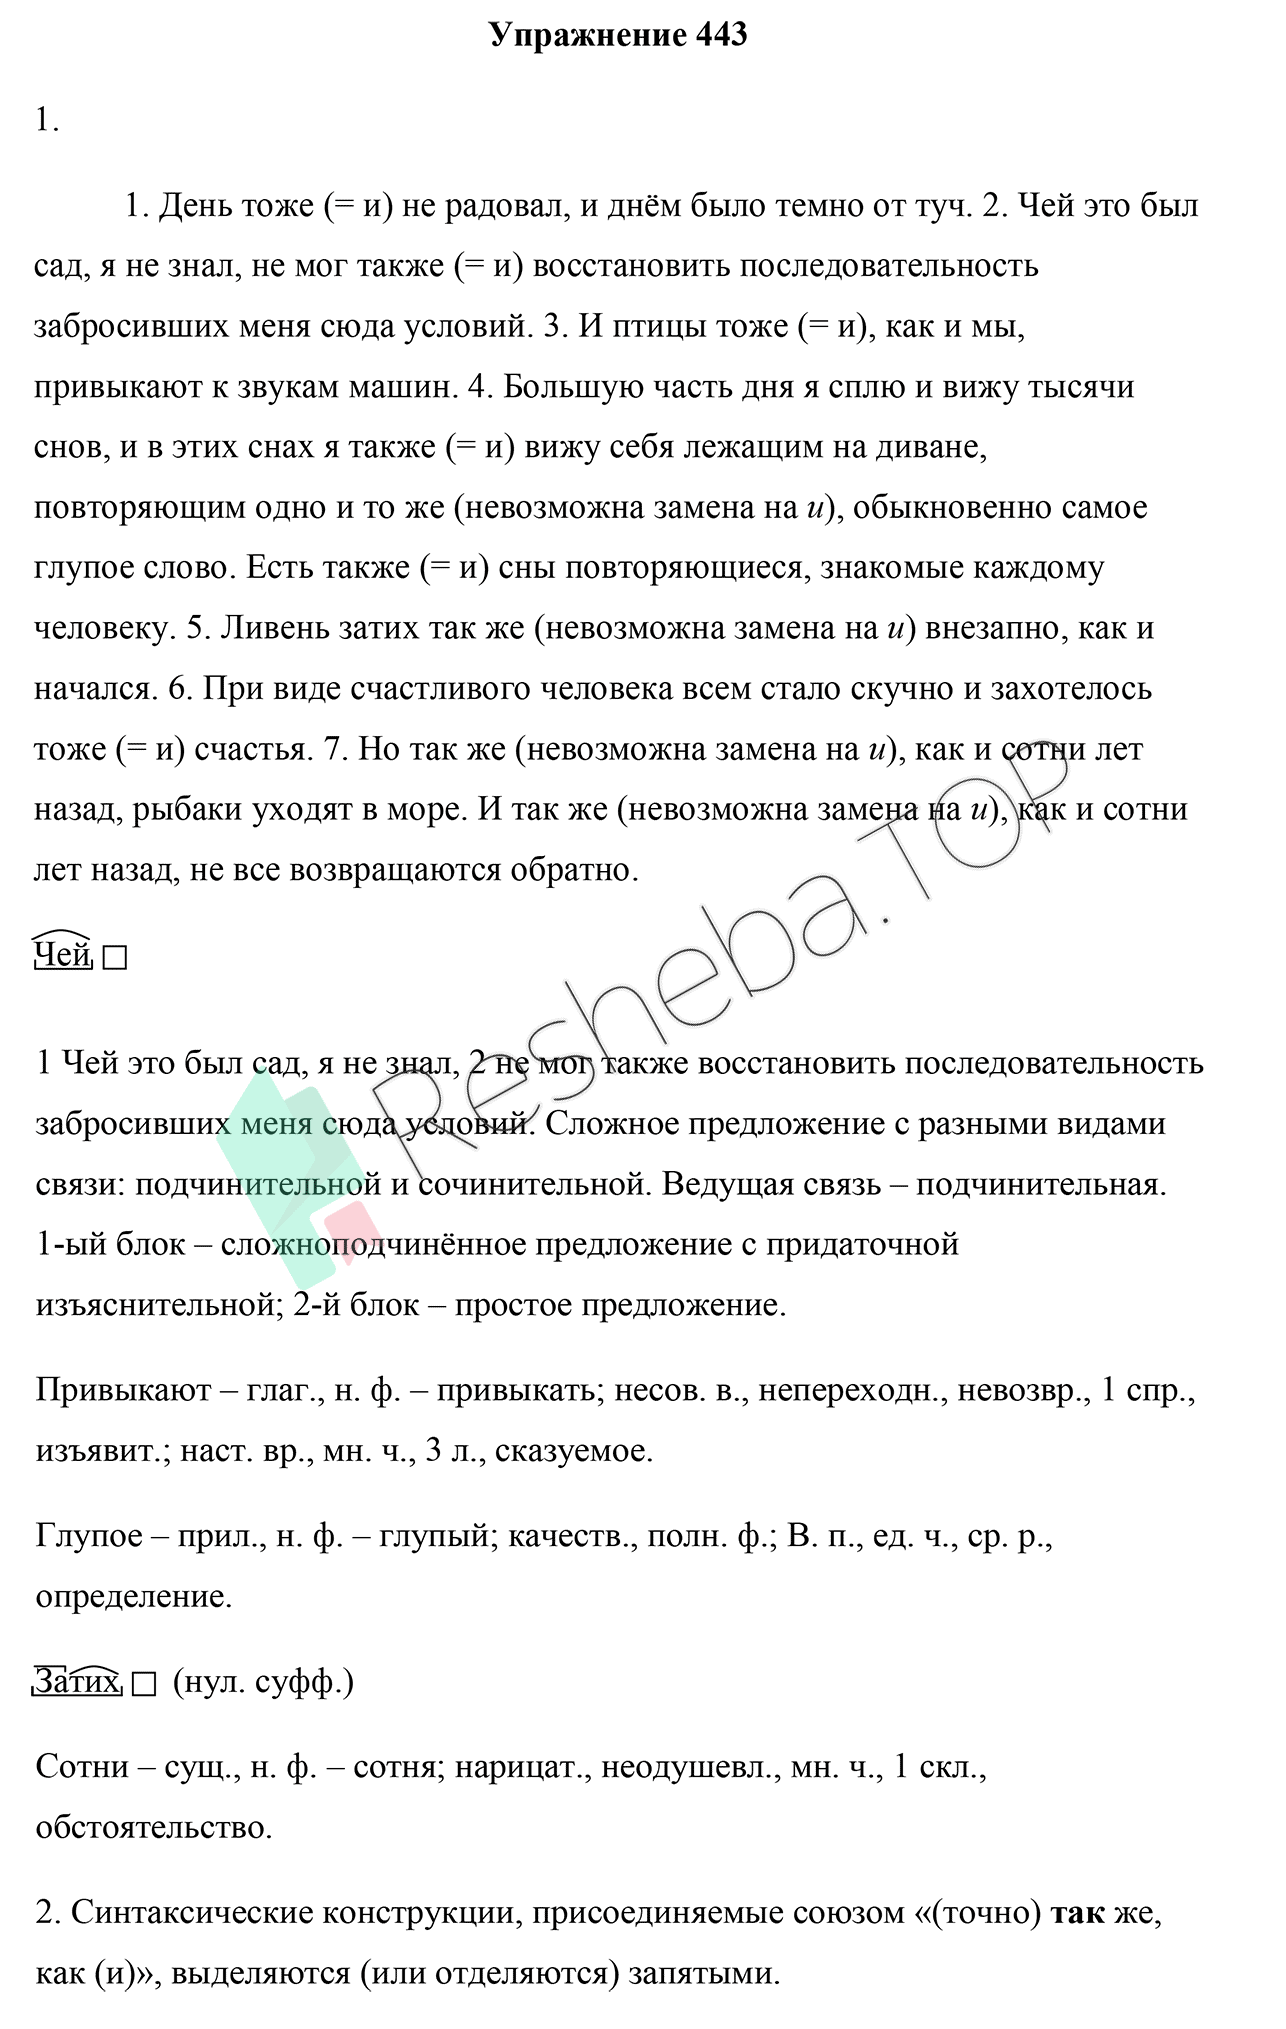 Упражнение 443
1.
1. День тоже (= и) не радовал, и днём было темно от туч. 2. Чей это был
сад, я не знал, не мог также (= и) восстановить последовательность
забросивших меня сюда условий. 3. И птицы тоже (= и), как и мы,
привыкают к звукам машин. 4. Большую часть дня я сплю и вижу тысячи
снов, и в этих снах я также (= и) вижу себя лежащим на диване,
повторяющим одно и то же (невозможна замена на и), обыкновенно самое
глупое слово. Есть также (= и) сны повторяющиеся, знакомые каждому
человеку. 5. Ливень затих так же (невозможна замена на и) внезапно, как и
начался. 6. При виде счастливого человека всем стало скучно и захотелось
тоже (= и) счастья. 7. Но так же (невозможна замена на и), как и сотни лет
назад, рыбаки уходят в море. И так же (невозможна замена на и), как и сотни
лет назад, не все возвращаются обратно.
Чей
1 Чей это был сад, я не знал, 2 не мог также восстановить последовательность
забросивших меня сюда условий. Сложное предложение с разными видами
связи: подчинительной и сочинительной. Ведущая связь – подчинительная.
1-ый блок – сложноподчинённое предложение с придаточной
изъяснительной; 2-й блок – простое предложение.
Привыкают – глаг., н. ф. – привыкать; несов. в., непереходн., невозвр., 1 спр.,
изъявит.; наст. вр., мн. ч., 3 л., сказуемое.
Глупое – прил., н. ф. – глупый; качеств., полн. ф.; В. п., ед. ч., ср. р.,
определение.
Затих (нул. суфф.)
Сотни – сущ., н. ф. – сотня; нарицат., неодушевл., мн. ч., 1 скл.,
обстоятельство.
2. Синтаксические конструкции, присоединяемые союзом «(точно) так же,
как (и)», выделяются (или отделяются) запятыми.
Resheba.TOP